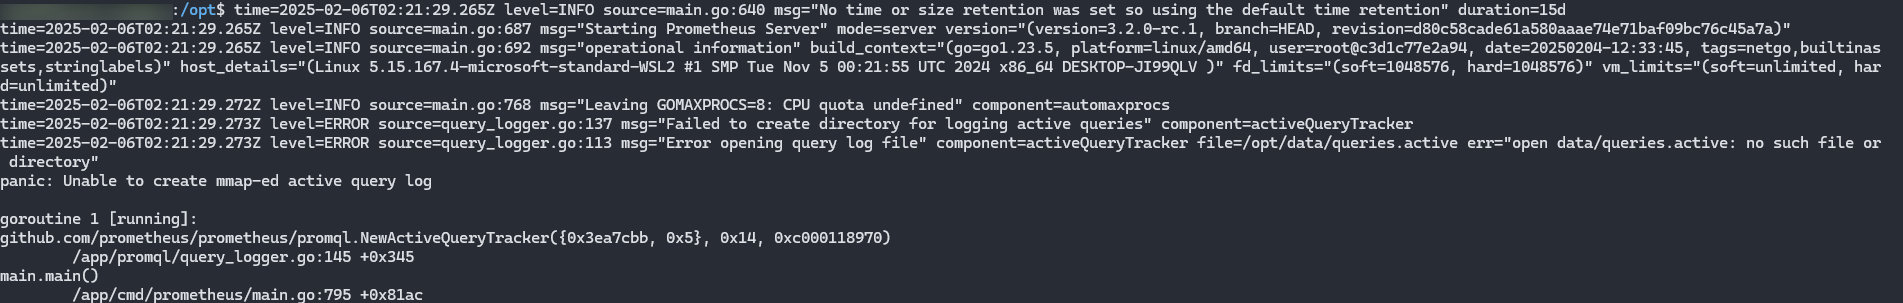 :/opt$ time=2025-02-06T02:21:29.265Z level=INFO source=main.go:640 msg="No time or size retention was set so using the default time retention" duration=15d
time=2025-02-06T02:21:29.265Z level=INFO source=main.go:687 msg="Starting Prometheus Server" mode=server version="(version=3.2.0-rc.1, branch=HEAD, revision=d80c58cade61a580aaae74e71baf09bc76c45a7a)"
time=2025-02-06T02:21:29.265Z level=INFO source=main.go:692 msg="operational information" build_context="(go=go1.23.5, platform=linux/amd64, user=root@c3d1c77e2a94, date=20250204-12:33:45, tags=netgo,builtinas
sets,stringlabels)" host_details="(Linux 5.15.167.4-microsoft-standard-WSL2 #1 SMP Tue Nov 5 00:21:55 UTC 2024 x86_64 DESKTOP-JI99QLV )" fd_limits="(soft=1048576, hard=1048576)" vm_limits="(soft=unlimited, har
d=unlimited)"
time=2025-02-06T02:21:29.272Z level=INFO source=main.go:768 msg="Leaving GOMAXPROCS=8: CPU quota undefined" component=automaxprocs
time=2025-02-06T02:21:29.273Z level=ERROR source=query_logger.go:137 msg="Failed to create directory for logging active queries" component=activeQueryTracker
time=2025-02-06T02:21:29.273Z level=ERROR source=query_logger.go:113 msg="Error opening query log file" component=activeQueryTracker file=/opt/data/queries.active err="open data/queries.active: no such file or
 directory"
panic: Unable to create mmap-ed active query log

goroutine 1 [running]:
github.com/prometheus/prometheus/promql.NewActiveQueryTracker({0x3ea7cbb, 0x5}, 0x14, 0xc000118970)
        /app/promql/query_logger.go:145 +0x345
main.main()
        /app/cmd/prometheus/main.go:795 +0x81ac